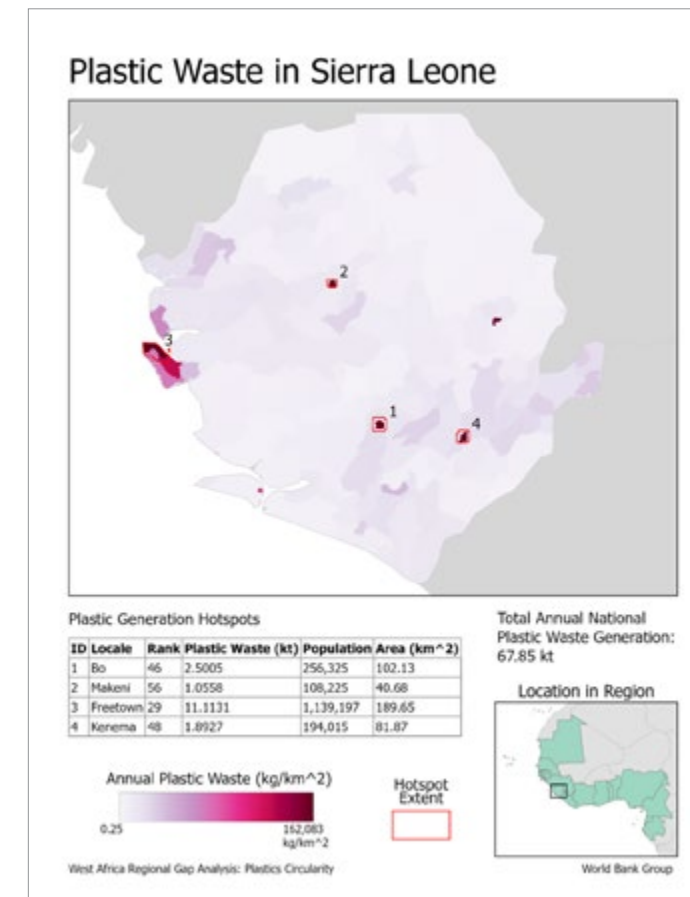 Plastic Waste in Sierra Leone
2
3
1
4
Plastic Generation Hotspots
ID Locale Rank Plastic Waste (kt) Population Area (km^2)
1 Bo 46 2.5005 256,325 102.13
2 Makeni 56 1.0558 108,225 40.68
3 Freetown 29 11.1131 1,139,197 189.65
4 Kenema 48 1.8927 194,015 81.87
Total Annual National
Plastic Waste Generation:
67.85 kt
Location in Region
Annual Plastic Waste (kg/km^2)
0.25
162,083
kg/km^2
Hotspot
Extent
West Africa Regional Gap Analysis: Plastics Circularity
World Bank Group